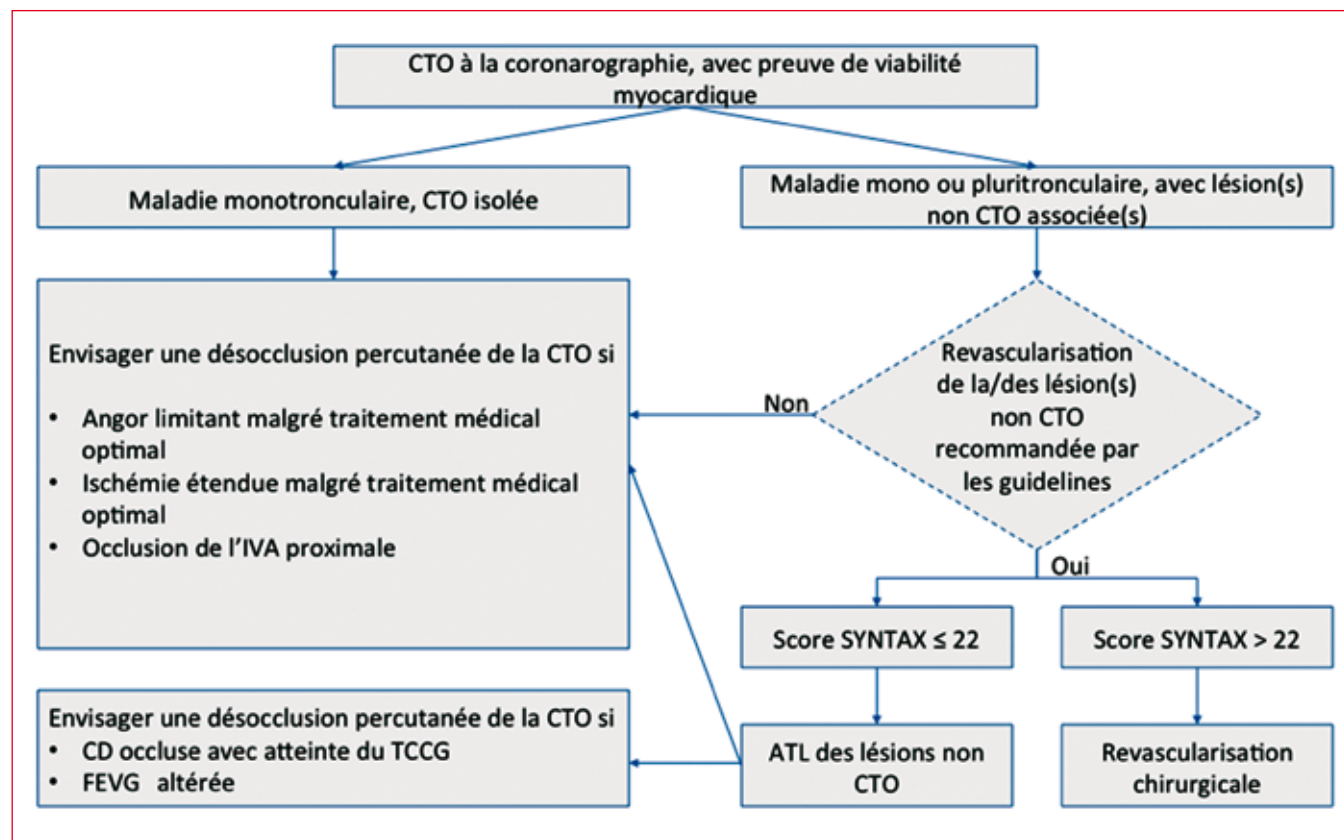 CTO à la coronarographie, avec preuve de viabilité
myocardique
Maladie monotronculaire, CTO isolée
Maladie mono ou pluritronculaire, avec lésion(s)
non CTO associée(s)
Envisager une désocclusion percutanée de la CTO si
• Angor limitant malgré traitement médical
optimal
• Ischémie étendue malgré traitement médical
optimal
• Occlusion de l’IVA proximale
Revascularisation
de la/des lésion(s)
non CTO
recommandée par
les guidelines
Non
Oui
Score SYNTAX ≤ 22
Score SYNTAX > 22
Envisager une désocclusion percutanée de la CTO si
• CD occluse avec atteinte du TCCG
• FEVG altérée
ATL des lésions non
CTO
Revascularisation
chirurgicale